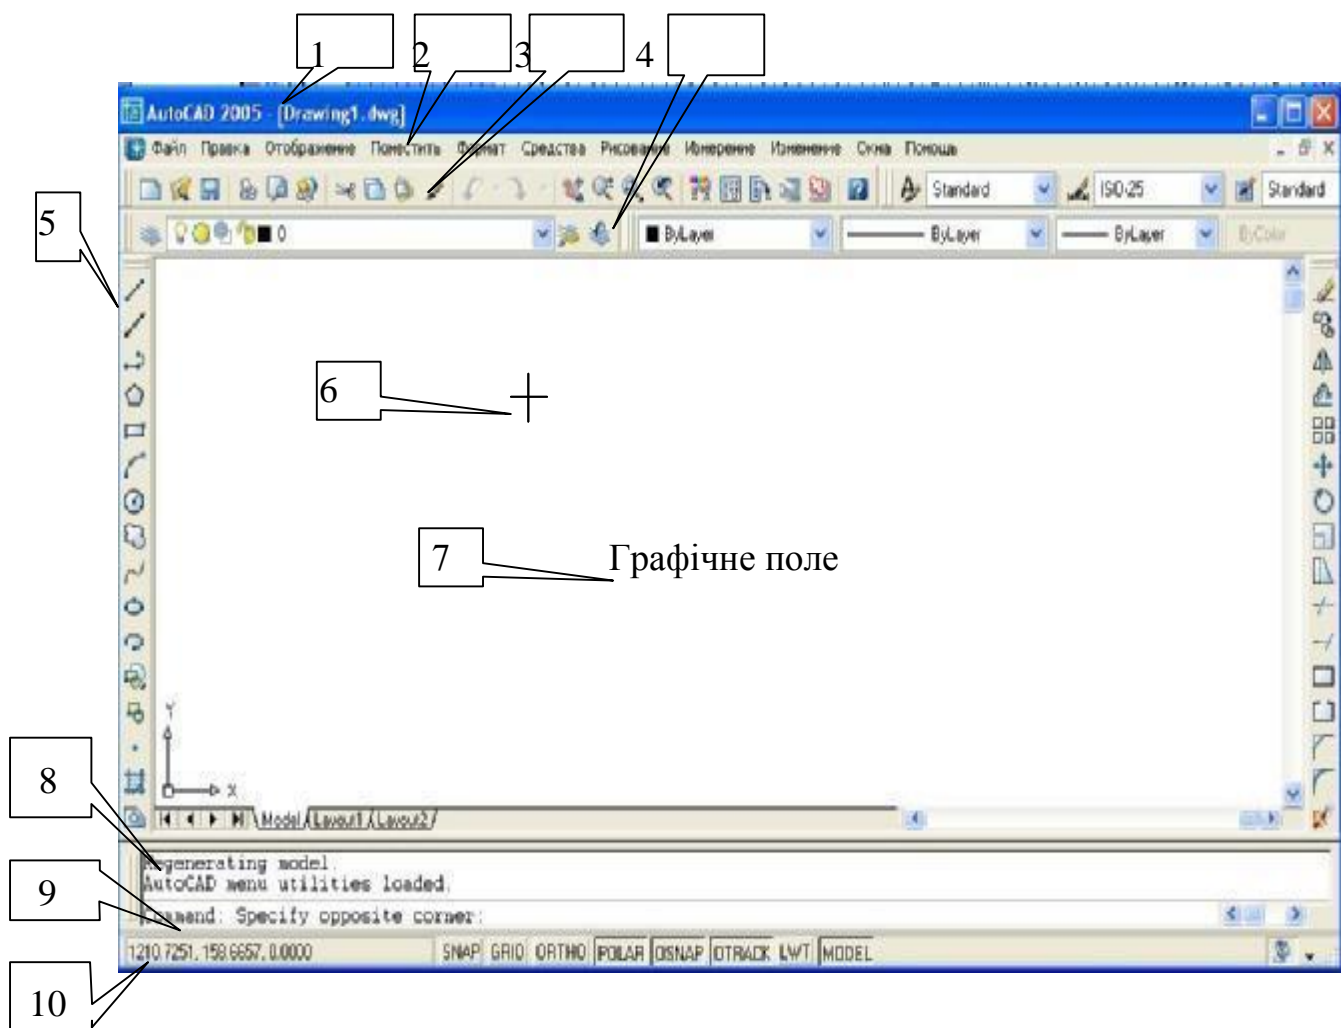 1 2 3 4
AutoCAD 2005 - [Drawing1.dwg]
Файл Правка Отображение Поместить Формат Средства Рисование Измерение Изменение Окна Помощь
Standard ISO-25 Standard
5
0 ByLayer ByLayer ByLayer ByColor
6
7 Графічне поле
Y
X
8
Model Layout1 Layout2
Regenerating model.
AutoCAD menu utilities loaded.
9
Command: Specify opposite corner:
1210.7251, 158.6657, 0.0000 SNAP GRID ORTHO POLAR OSNAP OTRACK LWT MODEL
10